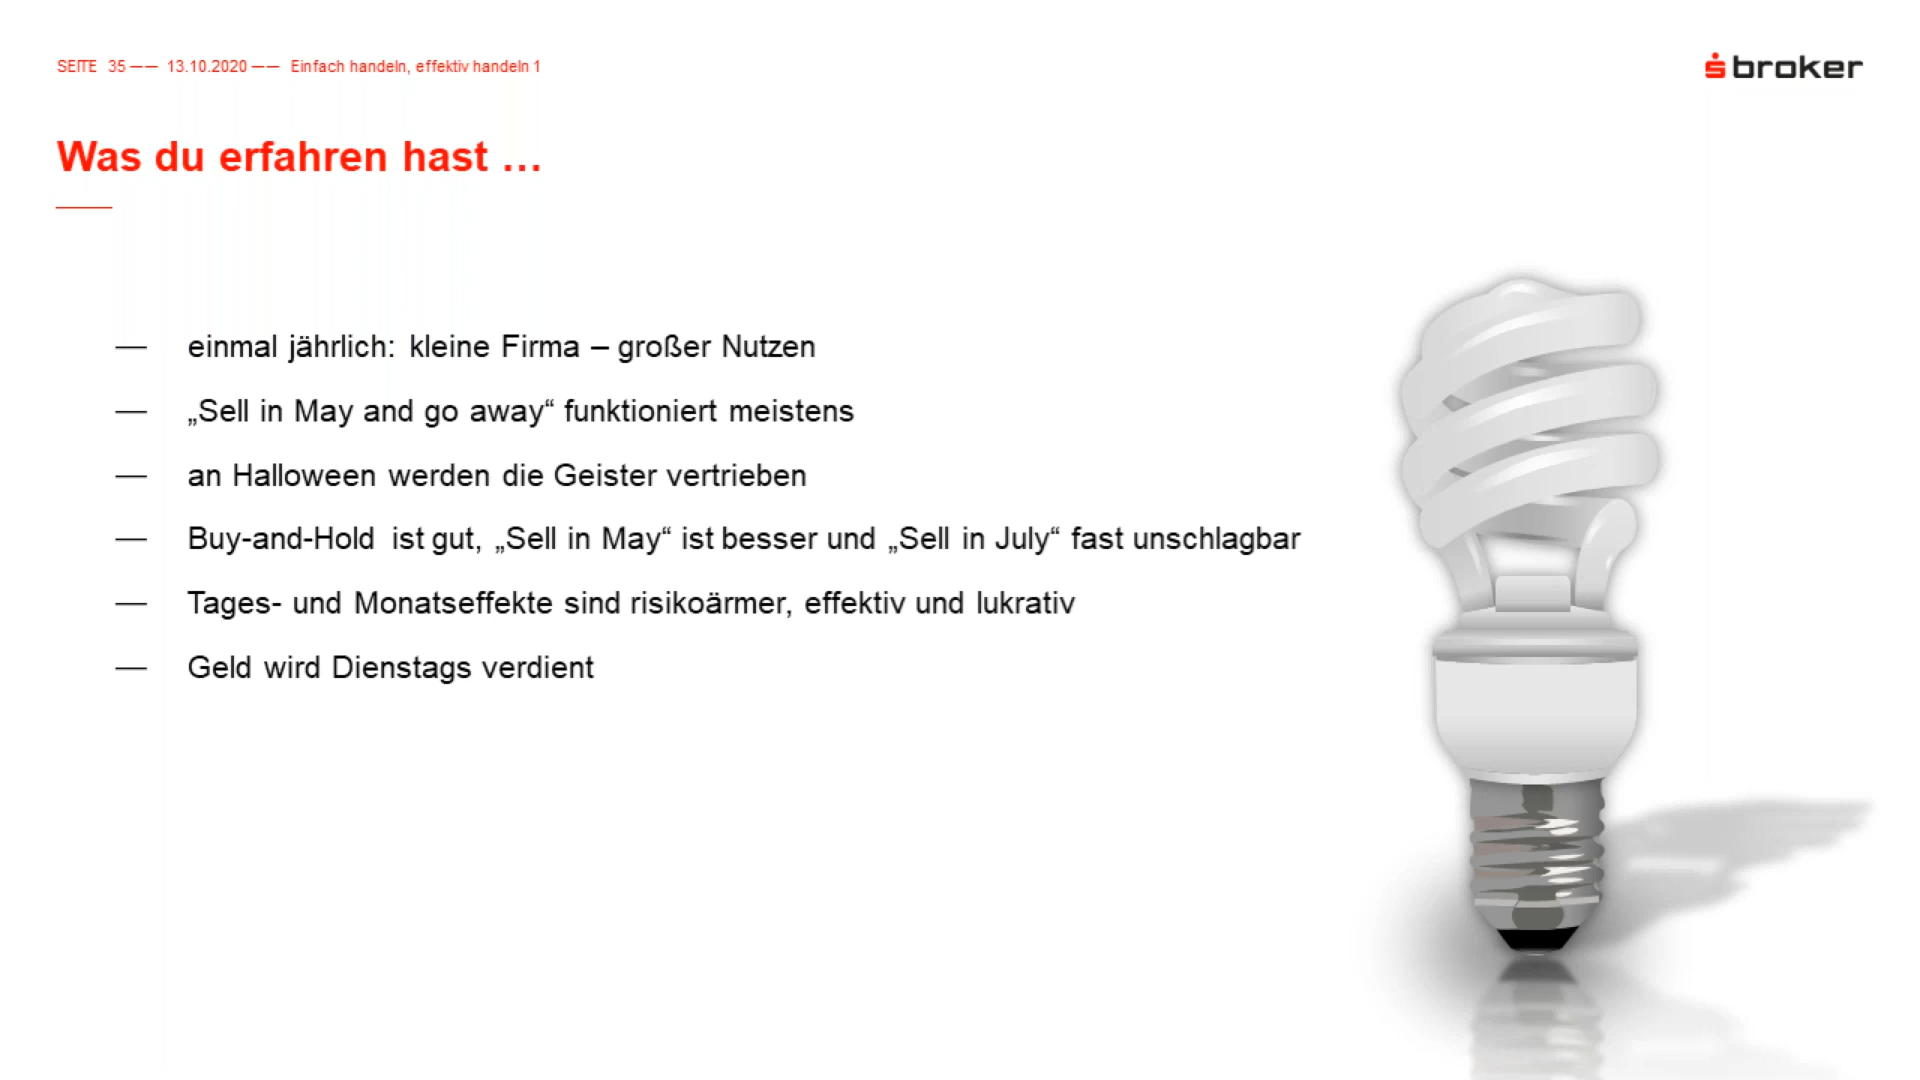 SEITE 35 —— 13.10.2020 —— Einfach handeln, effektiv handeln 1
broker
Was du erfahren hast …
— einmal jährlich: kleine Firma – großer Nutzen
— „Sell in May and go away“ funktioniert meistens
— an Halloween werden die Geister vertrieben
— Buy-and-Hold ist gut, „Sell in May“ ist besser und „Sell in July“ fast unschlagbar
— Tages- und Monatseffekte sind risikoärmer, effektiv und lukrativ
— Geld wird Dienstags verdient